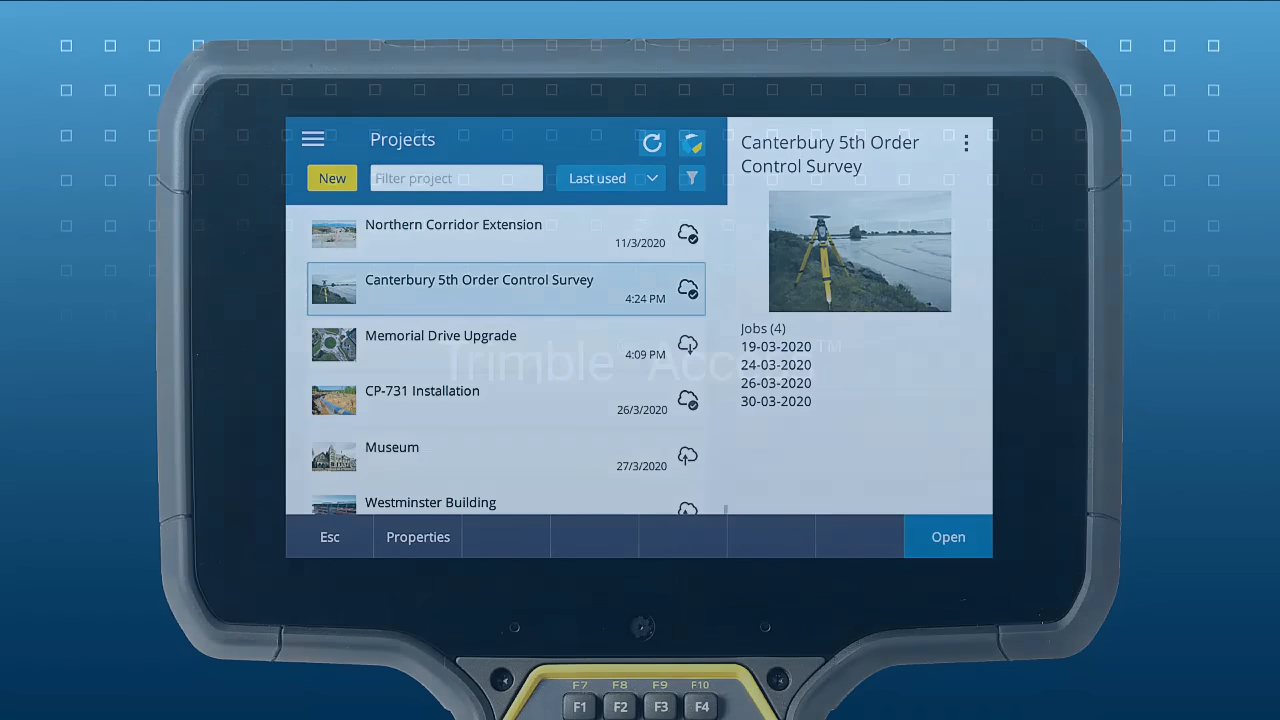 Projects
New
Filter project
Last used
Northern Corridor Extension
11/3/2020
Canterbury 5th Order Control Survey
4:24 PM
Memorial Drive Upgrade
4:09 PM
CP-731 Installation
26/3/2020
Museum
27/3/2020
Westminster Building
Canterbury 5th Order
Control Survey
Jobs (4)
19-03-2020
24-03-2020
26-03-2020
30-03-2020
Trimble Access™
Esc
Properties
Open
F7 F8 F9 F10
F1 F2 F3 F4